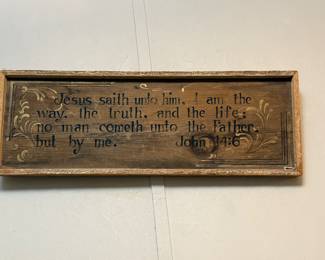 Jesus saith unto him, I am the
way, the truth, and the life:
no man cometh unto the Father,
but by me. John 14:6